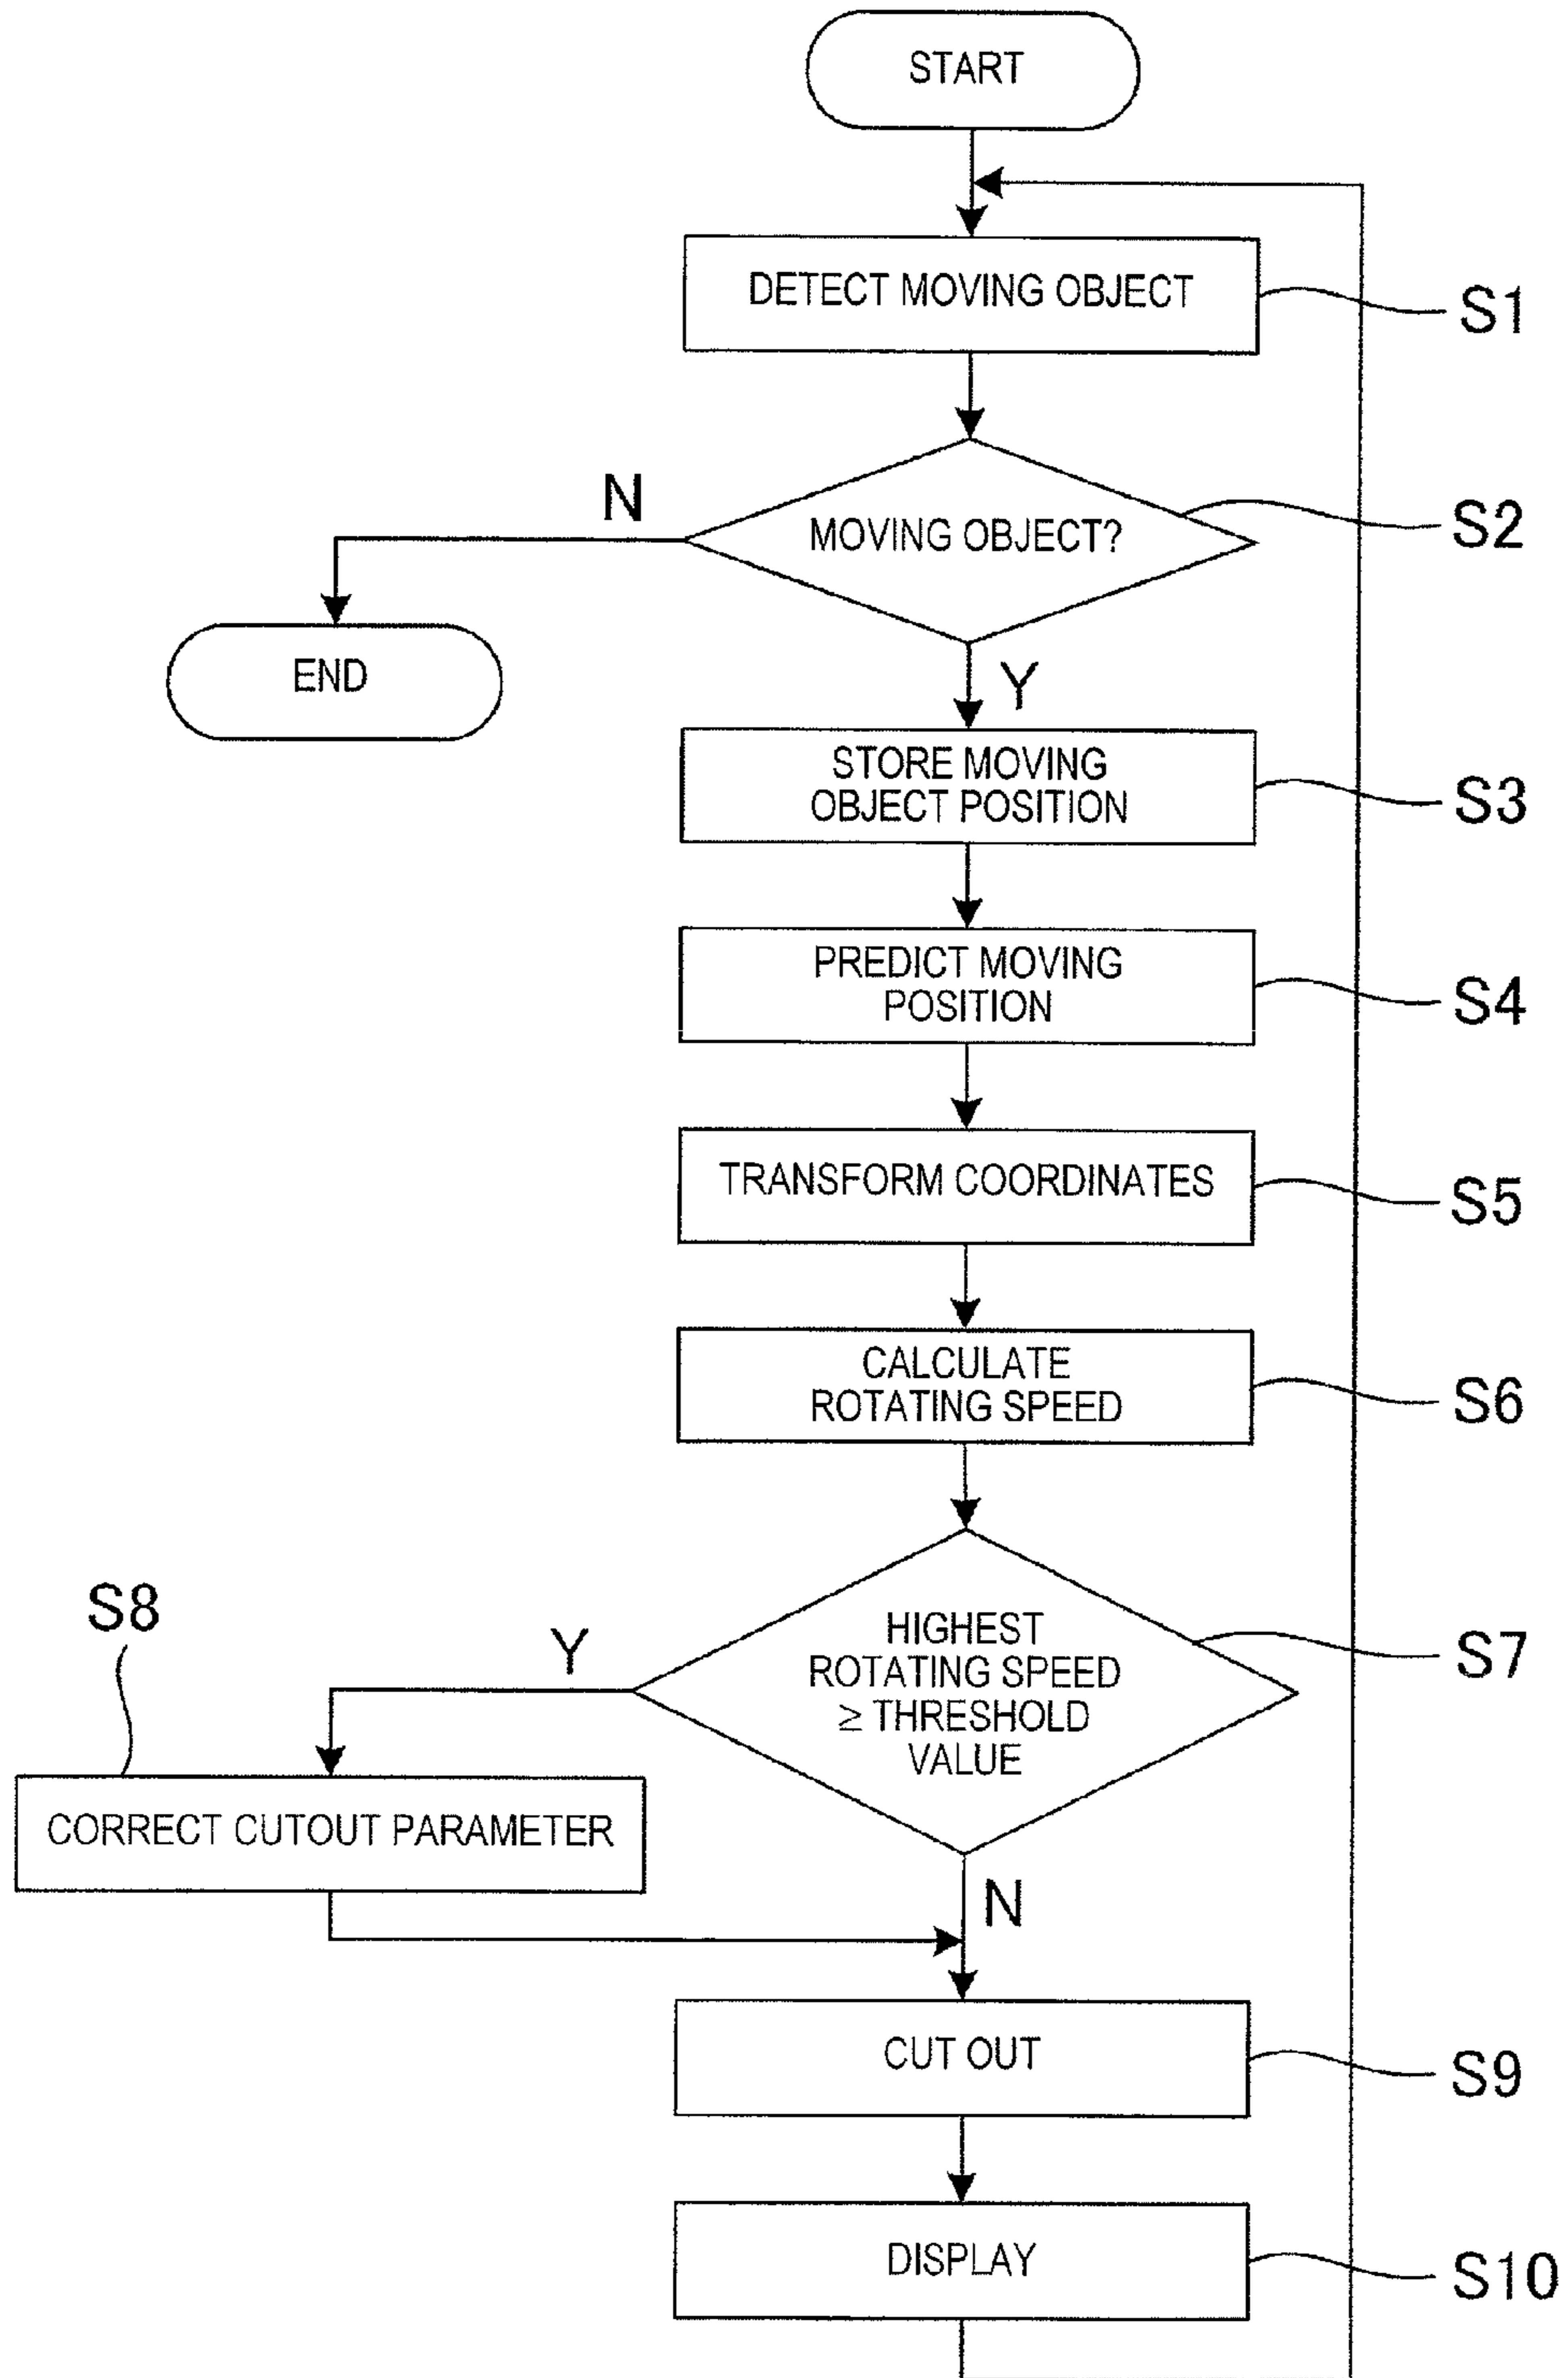 START
DETECT MOVING OBJECT
S1
N
MOVING OBJECT?
S2
END
Y
STORE MOVING
OBJECT POSITION
S3
PREDICT MOVING
POSITION
S4
TRANSFORM COORDINATES
S5
CALCULATE
ROTATING SPEED
S6
S8
Y
HIGHEST
ROTATING SPEED
≥ THRESHOLD
VALUE
S7
CORRECT CUTOUT PARAMETER
N
CUT OUT
S9
DISPLAY
S10